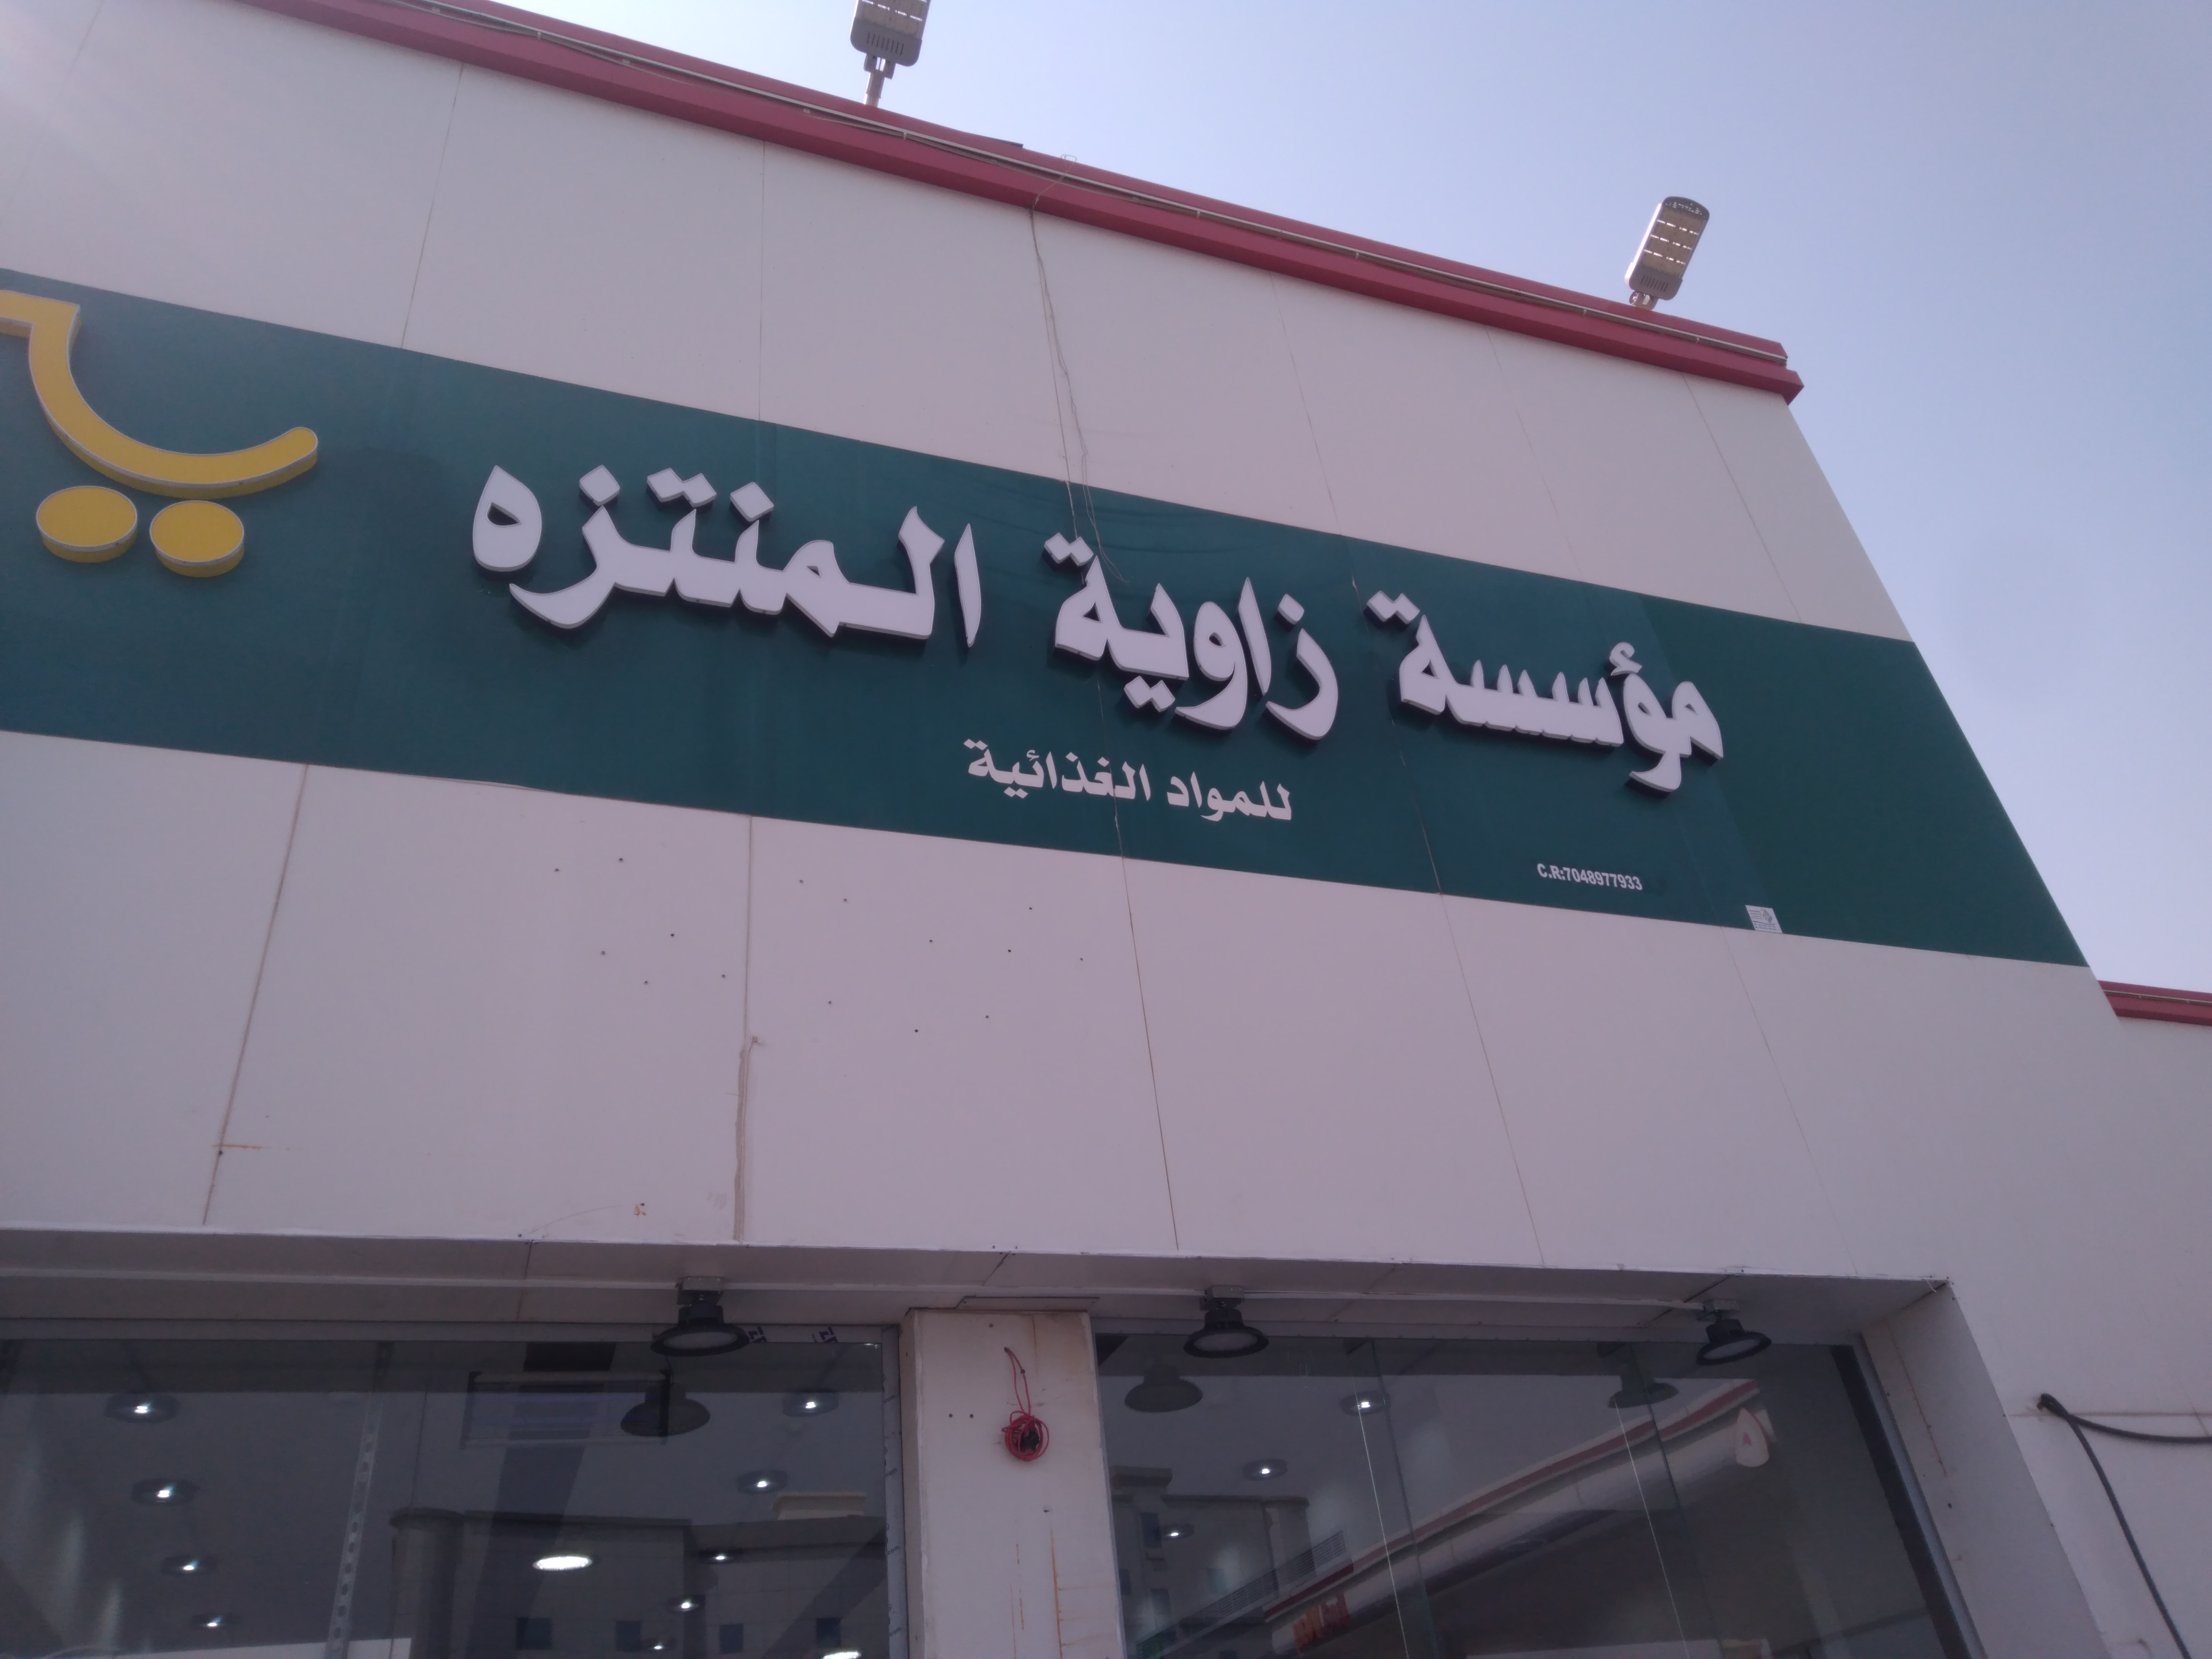 مؤسسة زاوية المنتزه
للمواد الغذائية
C.R:7048977933